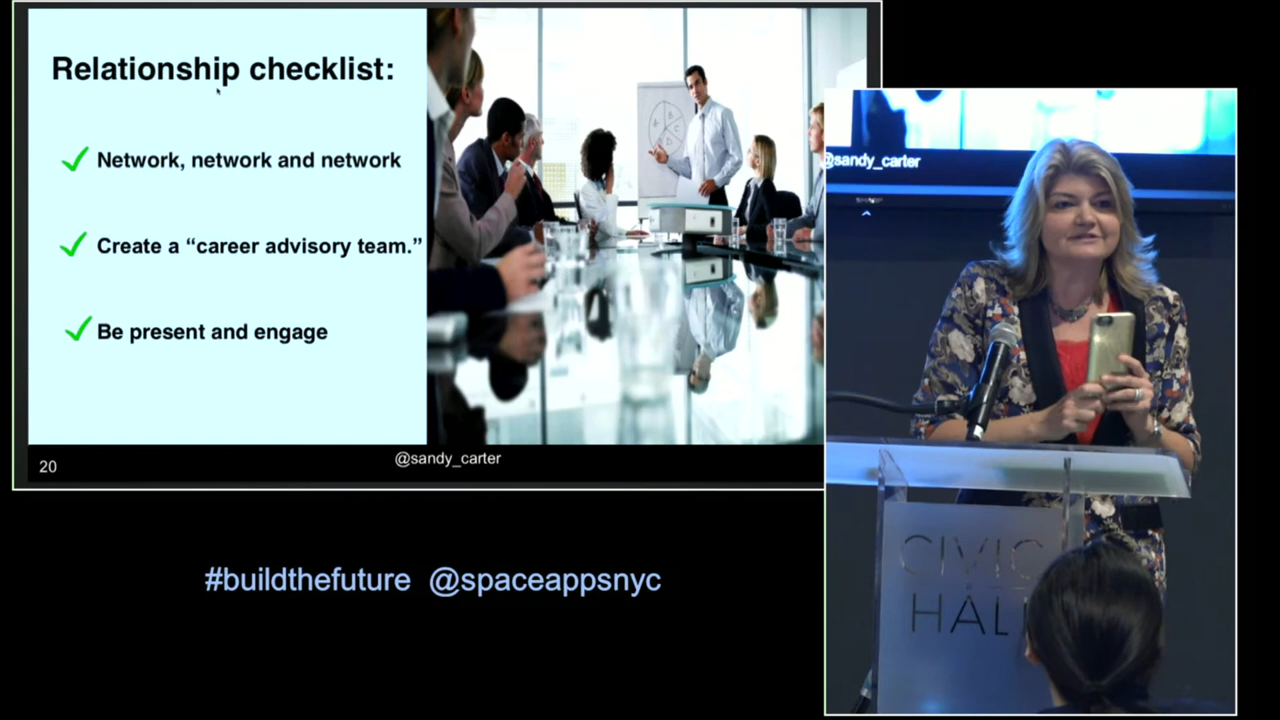 Relationship checklist:
Network, network and network
Create a “career advisory team.”
Be present and engage
20
@sandy_carter
@sandy_carter
SHARP
CIVIC
HALL
#buildthefuture @spaceappsnyc